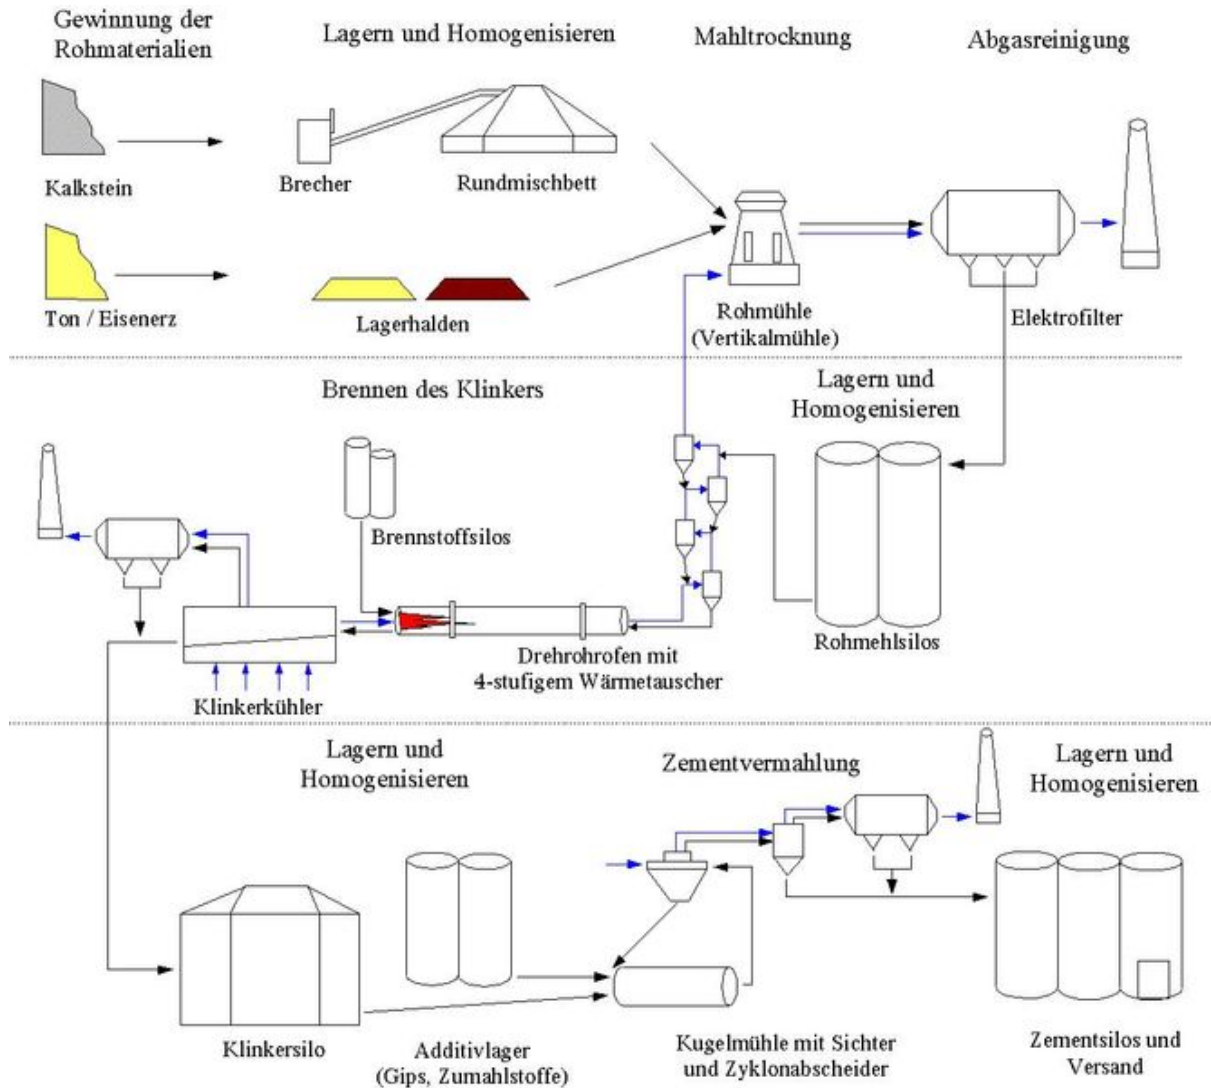 Gewinnung der
Rohmaterialien
Lagern und Homogenisieren
Mahltrocknung
Abgasreinigung
Kalkstein
Brecher
Rundmischbett
Ton / Eisenerz
Lagerhalden
Rohmühle
(Vertikalmühle)
Elektrofilter
Brennen des Klinkers
Lagern und
Homogenisieren
Brennstoffsilos
Rohmehlsilos
Drehrohrofen mit
4-stufigem Wärmetauscher
Klinkerkühler
Lagern und
Homogenisieren
Zementvermahlung
Lagern und
Homogenisieren
Klinkersilo
Additivlager
(Gips, Zumahlstoffe)
Kugelmühle mit Sichter
und Zyklonabscheider
Zementsilos und
Versand